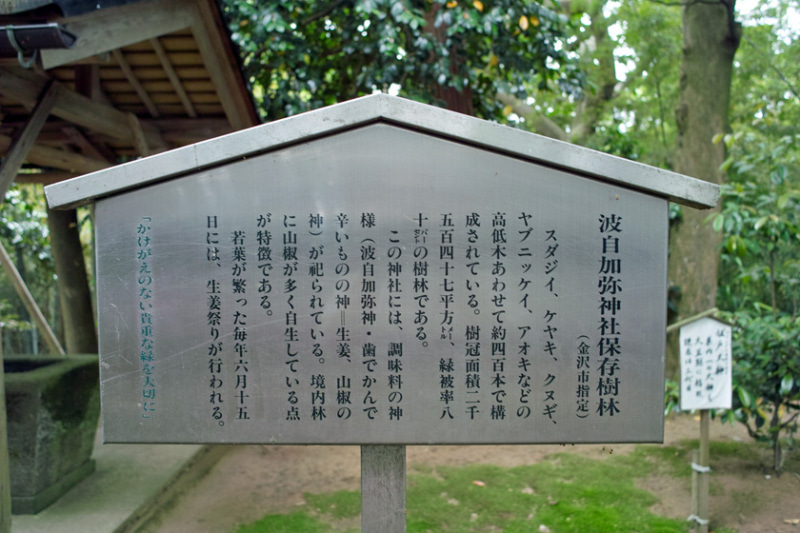 波自加弥神社保存樹林
(金沢市指定)
スダジイ、ケヤキ、クヌギ、
ヤブニッケイ、アオキなどの
高低木あわせて約四百本で構
成されている。樹冠面積二千
五百四十七平方メートル、緑被率八
十パーセントの樹林である。
この神社には、調味料の神
様(波自加弥神・歯でかんで
辛いものの神=生姜、山椒の
神)が祀られている。境内林
に山椒が多く自生している点
が特徴である。
若葉が繁った毎年六月十五
日には、生姜祭りが行われる。
「かけがえのない貴重な緑を大切に」